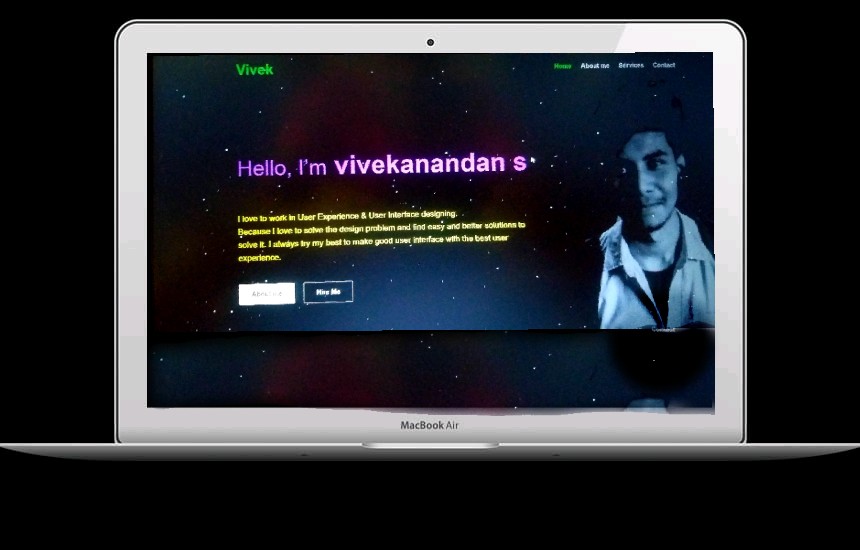 Vivek
Home About me Services Contact
Hello, I'm vivekanandan s
I love to work in User Experience & User Interface designing.
Because I love to solve the design problem and find easy and better solutions to
solve it. I always try my best to make good user interface with the best user
experience.
About me Hire Me
MacBook Air